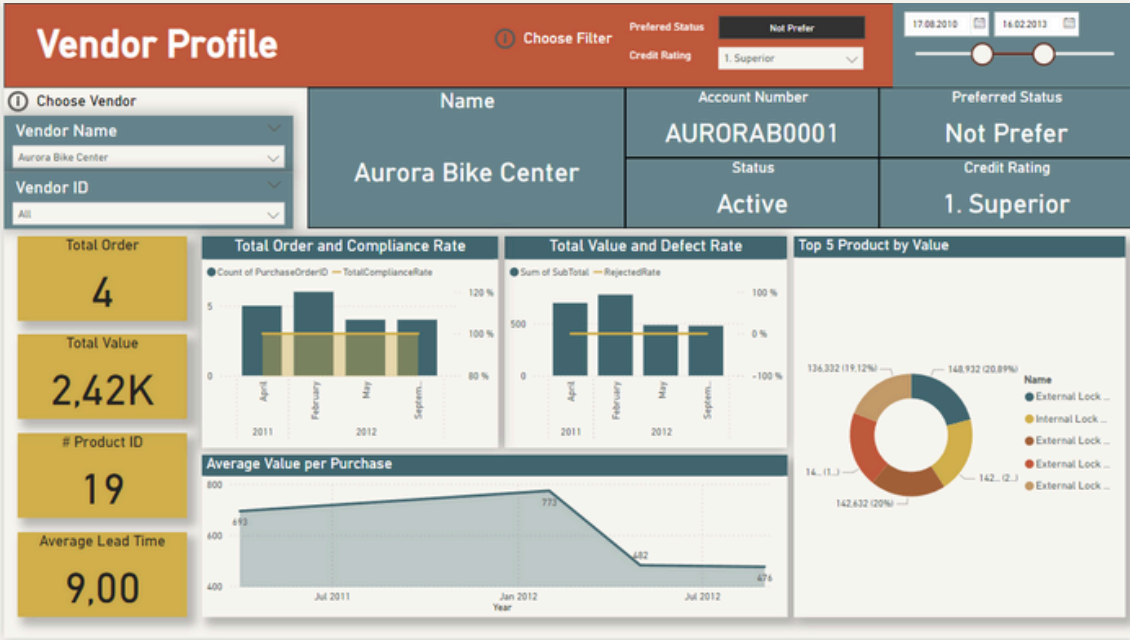 Vendor Profile
Choose Filter
Prefered Status
Not Prefer
Credit Rating
1. Superior
17.08.2010
16.02.2013
Choose Vendor
Vendor Name
Aurora Bike Center
Vendor ID
All
Name
Aurora Bike Center
Account Number
AURORAB0001
Status
Active
Preferred Status
Not Prefer
Credit Rating
1. Superior
Total Order
4
Total Value
2,42K
# Product ID
19
Average Lead Time
9,00
Total Order and Compliance Rate
Count of PurchaseOrderID TotalComplianceRate
5
0
120 %
100 %
80 %
April
February
May
Septem...
2011
2012
Total Value and Defect Rate
Sum of SubTotal RejectedRate
500
0
100 %
0 %
-100 %
April
February
May
Septem...
2011
2012
Average Value per Purchase
800
600
400
693
773
482
476
Jul 2011
Jan 2012
Jul 2012
Year
Top 5 Product by Value
136,332 (19,12%)
148,932 (20,89%)
14... (1...)
142... (2...)
142,632 (20%)
Name
External Lock ...
Internal Lock ...
External Lock ...
External Lock ...
External Lock ...